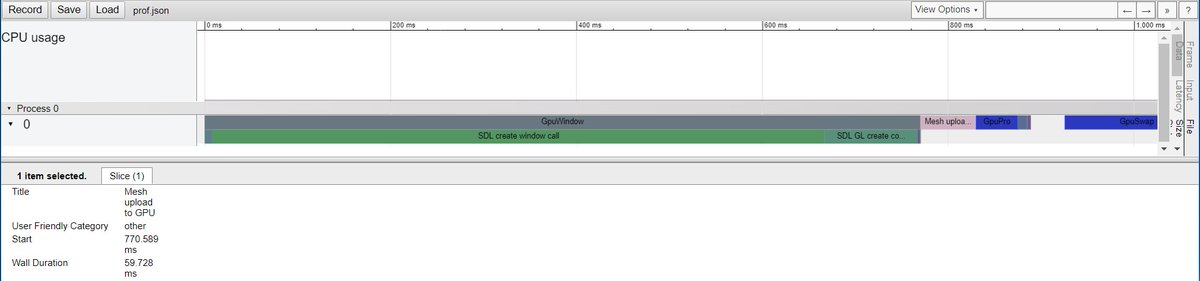 Record Save Load prof.json View Options ▾ ← → » ?
0 ms 200 ms 400 ms 600 ms 800 ms 1,000 ms
CPU usage
Process 0
0
GpuWindow Mesh uploa... GpuPro GpuSwap
SDL create window call SDL GL create co...
Frame Data
Input Latency
File Size
1 item selected. Slice (1)
Title Mesh
upload
to GPU
User Friendly Category other
Start 770.589
ms
Wall Duration 59.728
ms